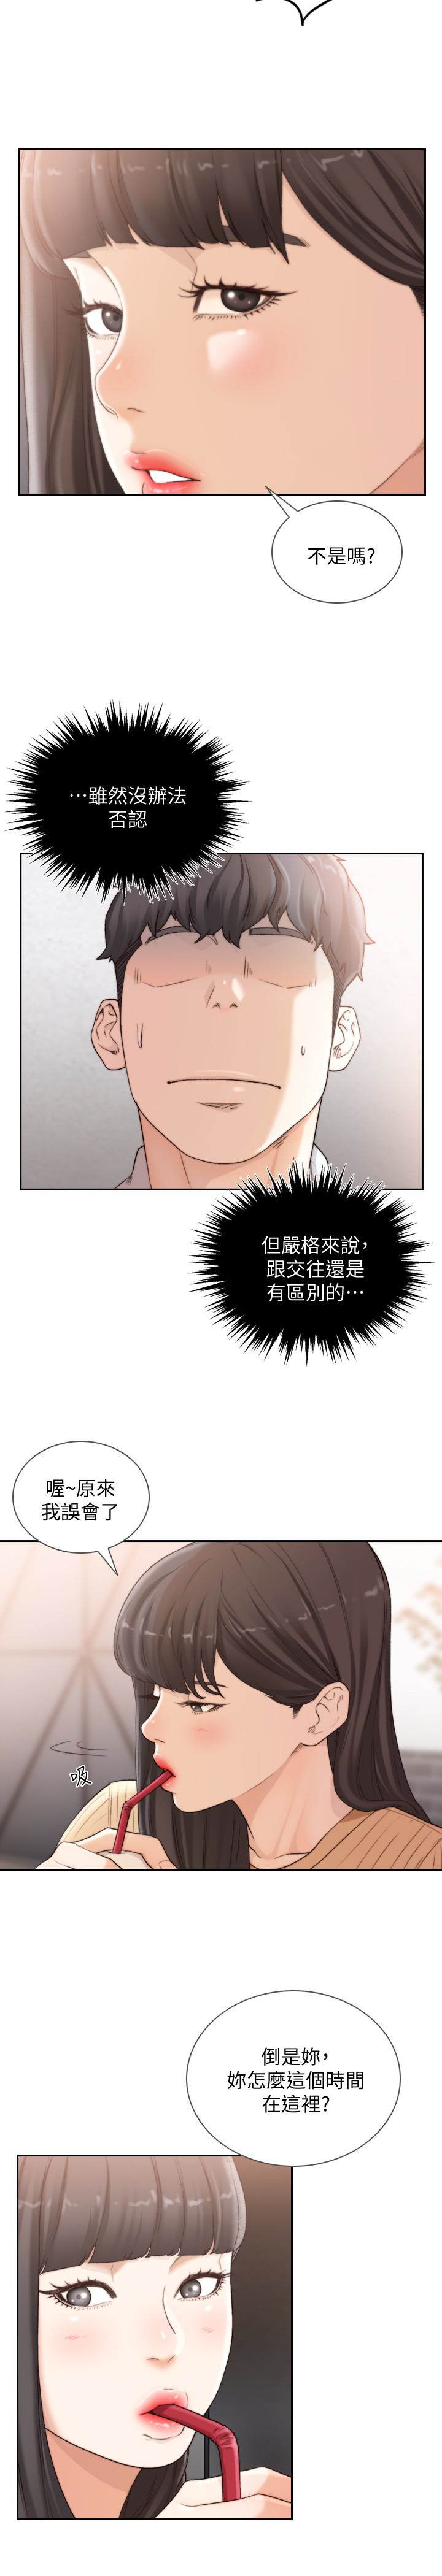 不是嗎?
…雖然沒辦法
否認
但嚴格來說,
跟交往還是
有區別的…
喔~原來
我誤會了
吸
倒是妳,
妳怎麼這個時間
在這裡?